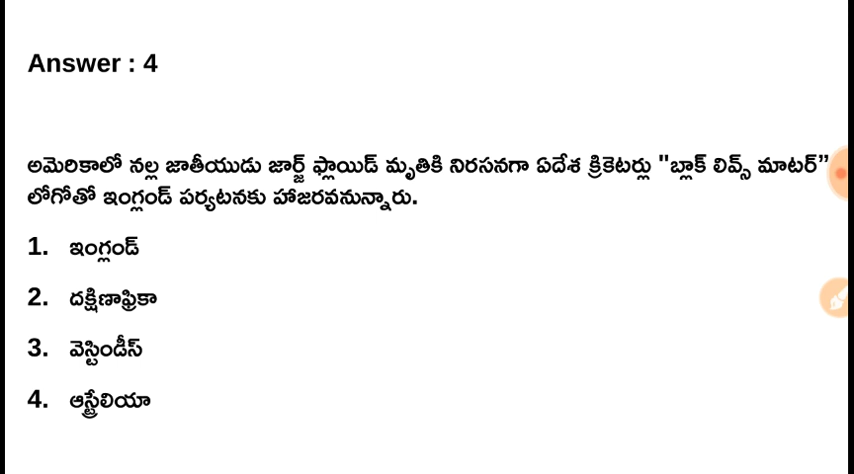 Answer : 4
అమెరికాలో నల్ల జాతీయుడు జార్జ్ ఫ్లాయిడ్ మృతికి నిరసనగా ఏదేశ క్రికెటర్లు "బ్లాక్ లివ్స్ మాటర్”
లోగోతో ఇంగ్లండ్ పర్యటనకు హాజరవనున్నారు.
1. ఇంగ్లండ్
2. దక్షిణాఫ్రికా
3. వెస్టిండీస్
4. ఆస్ట్రేలియా